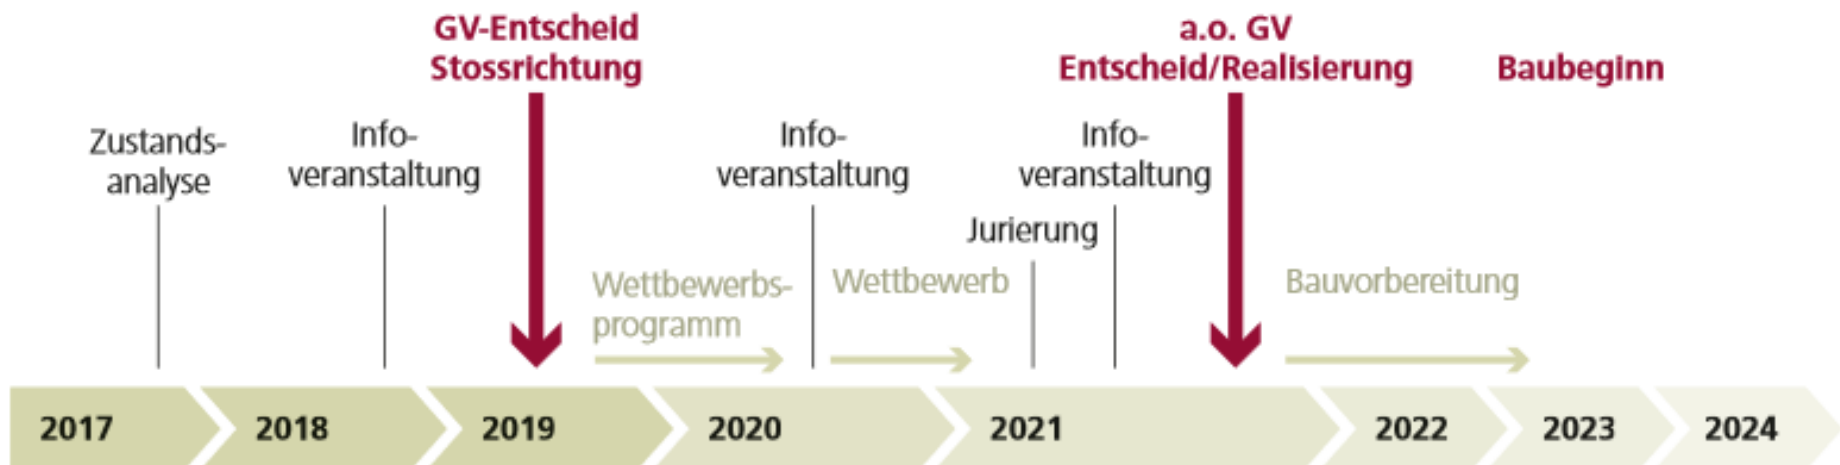 GV-Entscheid
Stossrichtung
a.o. GV
Entscheid/Realisierung
Baubeginn
Zustands-
analyse
Info-
veranstaltung
Info-
veranstaltung
Info-
veranstaltung
Jurierung
Wettbewerbs-
programm
Wettbewerb
Bauvorbereitung
2017
2018
2019
2020
2021
2022
2023
2024